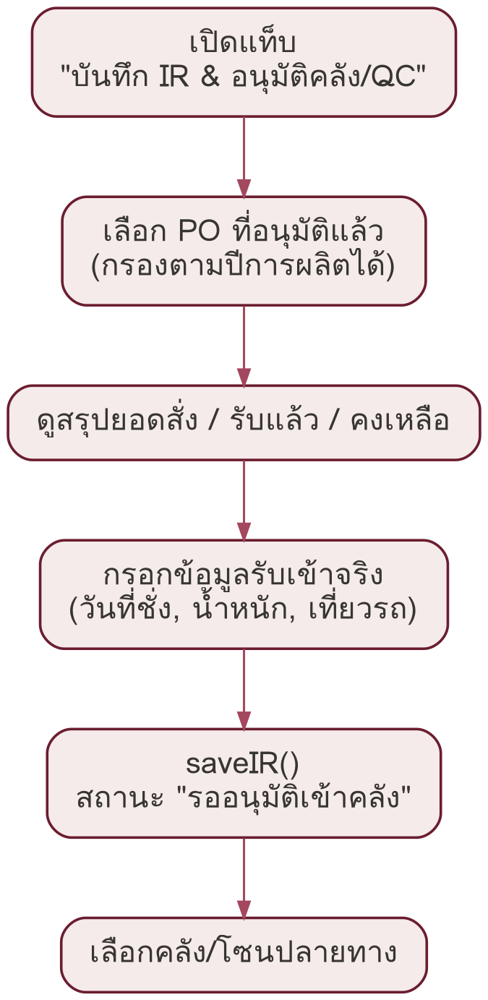 เปิดแท็บ
"บันทึก IR & อนุมัติคลัง/QC"
เลือก PO ที่อนุมัติแล้ว
(กรองตามปีการผลิตได้)
ดูสรุปยอดสั่ง / รับแล้ว / คงเหลือ
กรอกข้อมูลรับเข้าจริง
(วันที่ชั่ง, น้ำหนัก, เที่ยวรถ)
saveIR()
สถานะ "รออนุมัติเข้าคลัง"
เลือกคลัง/โซนปลายทาง